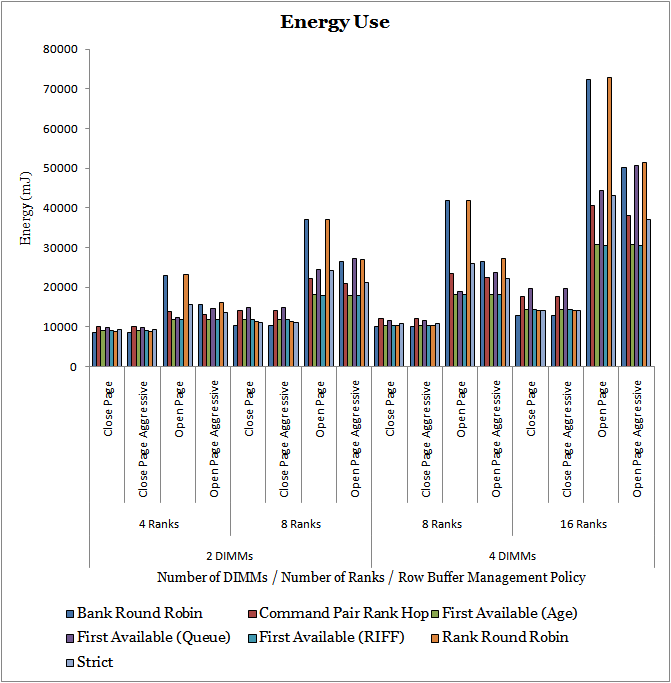 Energy Use
80000
70000
60000
50000
40000
30000
20000
10000
0
Energy (mJ)
Close Page
Close Page Aggressive
Open Page
Open Page Aggressive
Close Page
Close Page Aggressive
Open Page
Open Page Aggressive
Close Page
Close Page Aggressive
Open Page
Open Page Aggressive
Close Page
Close Page Aggressive
Open Page
Open Page Aggressive
4 Ranks 8 Ranks 8 Ranks 16 Ranks
2 DIMMs 4 DIMMs
Number of DIMMs / Number of Ranks / Row Buffer Management Policy
Bank Round Robin Command Pair Rank Hop First Available (Age)
First Available (Queue) First Available (RIFF) Rank Round Robin
Strict